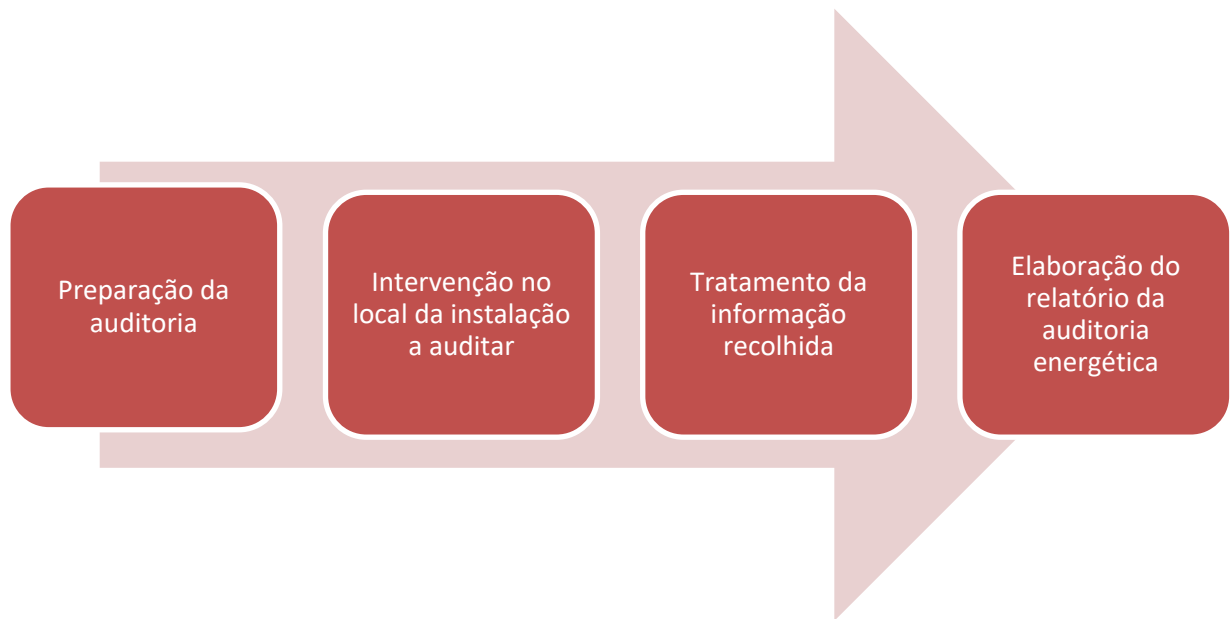 Preparação da
auditoria
Intervenção no
local da instalação
a auditar
Tratamento da
informação
recolhida
Elaboração do
relatório da
auditoria
energética